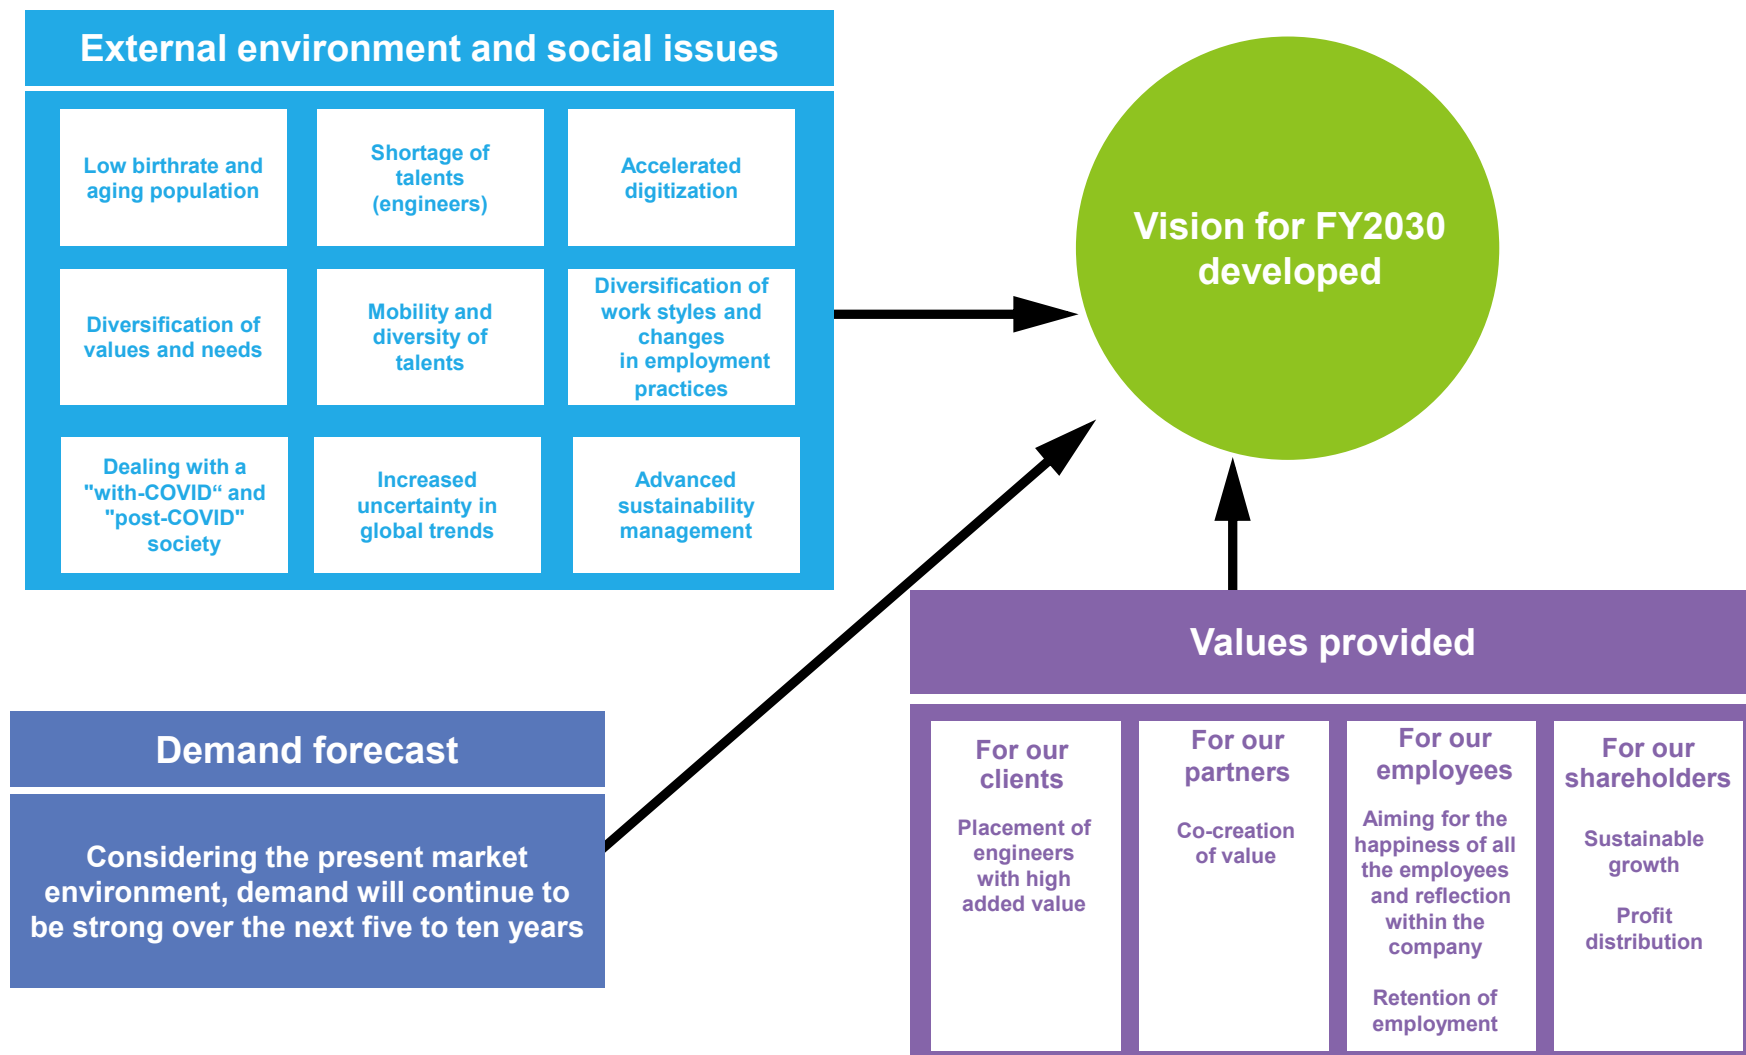 External environment and social issues
Low birthrate and
aging population
Shortage of
talents
(engineers)
Accelerated
digitization
Diversification of
values and needs
Mobility and
diversity of
talents
Diversification of
work styles and
changes
in employment
practices
Dealing with a
"with-COVID“ and
"post-COVID"
society
Increased
uncertainty in
global trends
Advanced
sustainability
management
Vision for FY2030
developed
Demand forecast
Considering the present market
environment, demand will continue to
be strong over the next five to ten years
Values provided
For our
clients
Placement of
engineers
with high
added value
For our
partners
Co-creation
of value
For our
employees
Aiming for the
happiness of all
the employees
and reflection
within the
company
Retention of
employment
For our
shareholders
Sustainable
growth
Profit
distribution